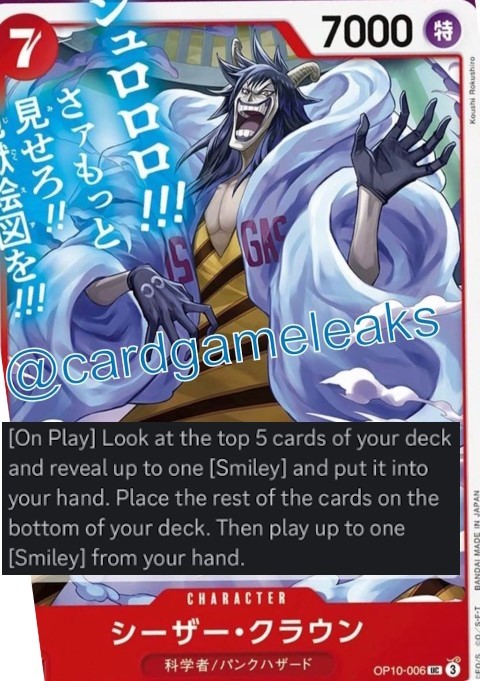 7
7000
特
シュロロロ!!!
さァもっと
見せろ!!
絵図を!!!
GAS
Koushi Rokushiro
@cardgameleaks
[On Play] Look at the top 5 cards of your deck
and reveal up to one [Smiley] and put it into
your hand. Place the rest of the cards on the
bottom of your deck. Then play up to one
[Smiley] from your hand.
CHARACTER
シーザー・クラウン
科学者/パンクハザード
OP10-006 UC 3
BANDAI MADE IN JAPAN